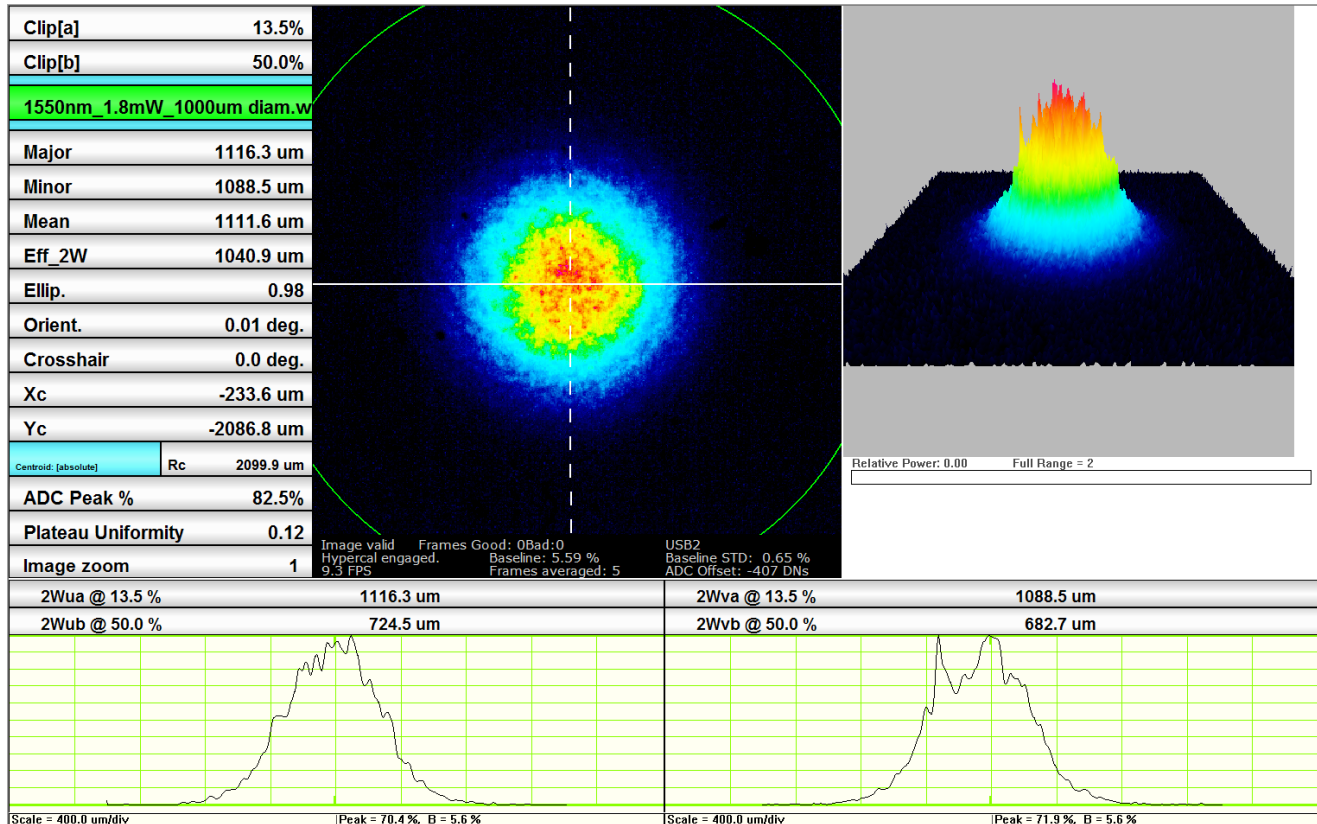 Clip[a] 13.5%
Clip[b] 50.0%
1550nm_1.8mW_1000um diam.w
Major 1116.3 um
Minor 1088.5 um
Mean 1111.6 um
Eff_2W 1040.9 um
Ellip. 0.98
Orient. 0.01 deg.
Crosshair 0.0 deg.
Xc -233.6 um
Yc -2086.8 um
Centroid: [absolute] Rc 2099.9 um
ADC Peak % 82.5%
Plateau Uniformity 0.12
Image zoom 1
Image valid Frames Good: 0Bad:0 USB2
Hypercal engaged. Baseline: 5.59 % Baseline STD: 0.65 %
9.3 FPS Frames averaged: 5 ADC Offset: -407 DNs
Relative Power: 0.00 Full Range = 2
2Wua @ 13.5 % 1116.3 um
2Wub @ 50.0 % 724.5 um
Scale = 400.0 um/div Peak = 70.4 %, B = 5.6 %
2Wva @ 13.5 % 1088.5 um
2Wvb @ 50.0 % 682.7 um
Scale = 400.0 um/div Peak = 71.9 %, B = 5.6 %